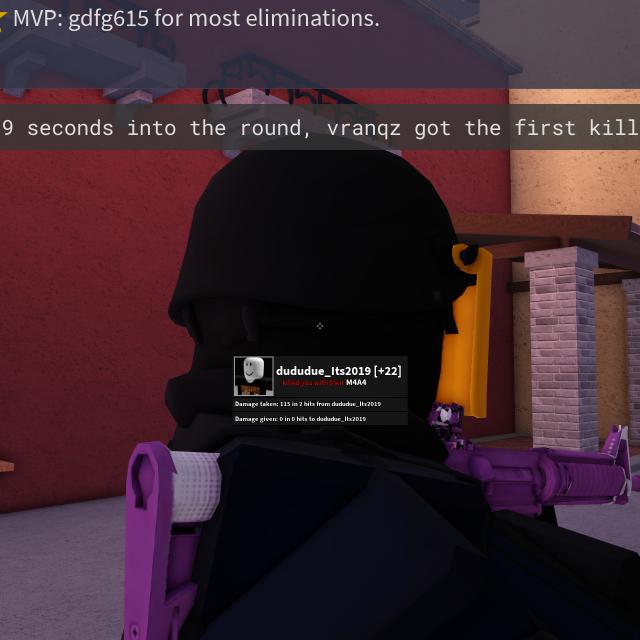 MVP: gdfg615 for most eliminations.
9 seconds into the round, vranqz got the first kill
dududue_Its2019 [+22]
killed you with their M4A4
Damage taken: 115 in 2 hits from dududue_Its2019
Damage given: 0 in 0 hits to dududue_Its2019